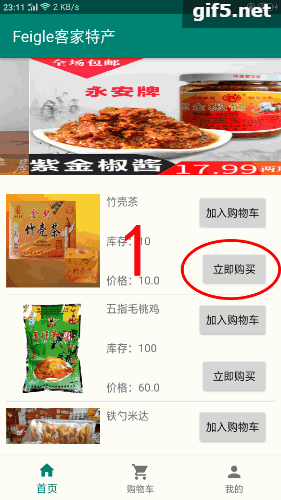 23:11
gif5.net
Feigle客家特产
全场包邮
永安牌
紫金椒酱
17.99
竹壳茶
加入购物车
库存：10
1
立即购买
价格：10.0
五指毛桃鸡
加入购物车
库存：100
立即购买
价格：60.0
铁勺米达
加入购物车
首页
购物车
我的